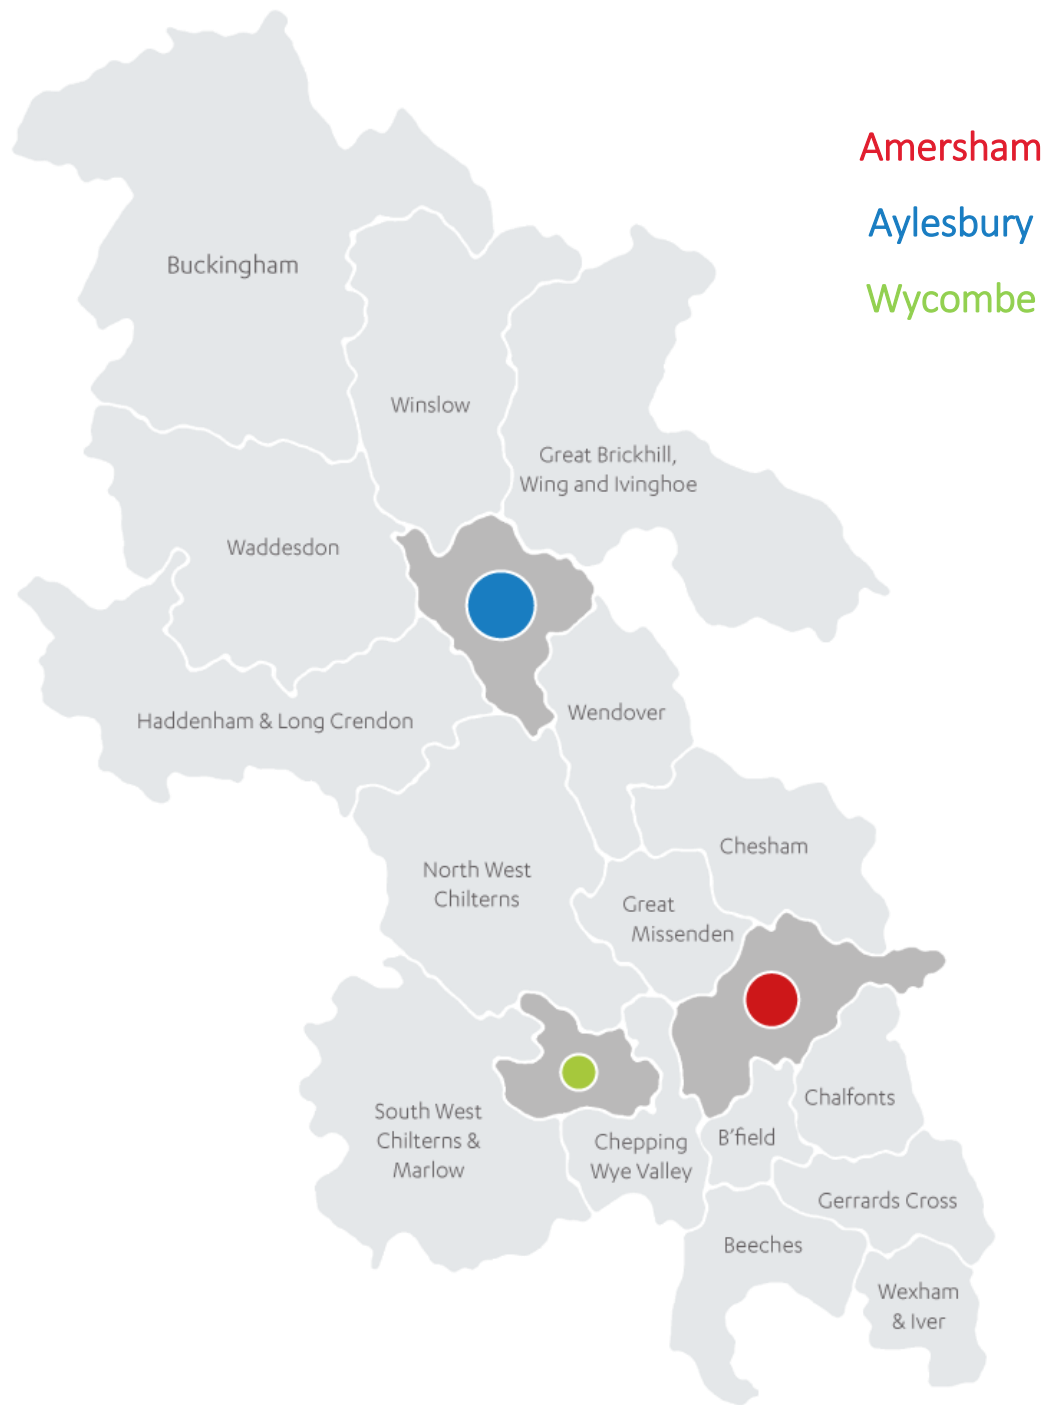 Amersham
Aylesbury
Wycombe
Buckingham
Winslow
Great Brickhill,
Wing and Ivinghoe
Waddesdon
Haddenham & Long Crendon
Wendover
Chesham
North West
Chilterns
Great
Missenden
Chalfonts
South West
Chilterns &
Marlow
Chepping
Wye Valley
B'field
Gerrards Cross
Beeches
Wexham
& Iver